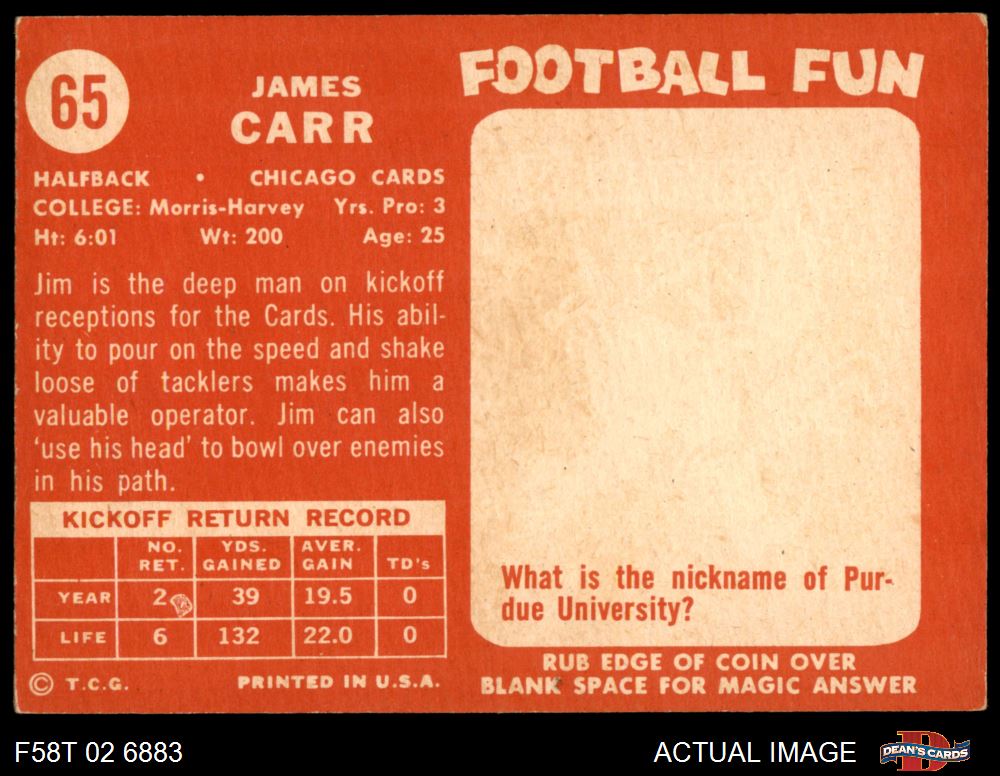 65
JAMES
CARR
HALFBACK • CHICAGO CARDS
COLLEGE: Morris-Harvey Yrs. Pro: 3
Ht: 6:01 Wt: 200 Age: 25
Jim is the deep man on kickoff
receptions for the Cards. His abil-
ity to pour on the speed and shake
loose of tacklers makes him a
valuable operator. Jim can also
'use his head' to bowl over enemies
in his path.
KICKOFF RETURN RECORD
NO. RET. YDS. GAINED AVER. GAIN TD's
YEAR 2 39 19.5 0
LIFE 6 132 22.0 0
© T.C.G. PRINTED IN U.S.A.
FOOTBALL FUN
What is the nickname of Pur-
due University?
RUB EDGE OF COIN OVER
BLANK SPACE FOR MAGIC ANSWER
F58T 02 6883
ACTUAL IMAGE
D
DEAN'S CARDS